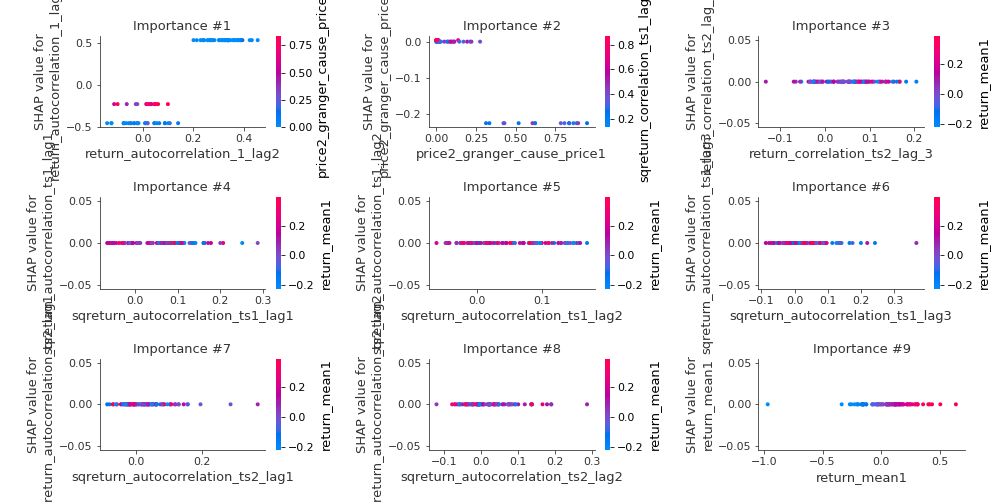 Importance #1
SHAP value for
return_autocorrelation_1_lag2
0.5
0.0
−0.5
0.0
0.2
0.4
return_autocorrelation_1_lag2
0.75
0.50
0.25
0.00
price2_granger_cause_price1
Importance #2
SHAP value for
price2_granger_cause_price1
0.0
−0.1
−0.2
0.00
0.25
0.50
0.75
price2_granger_cause_price1
0.8
0.6
0.4
0.2
Importance #3
SHAP value for
0.05
0.00
−0.05
−0.1
0.0
0.1
0.2
return_correlation_ts2_lag_3
0.2
0.0
−0.2
return_mean1
Importance #4
SHAP value for
sqreturn_autocorrelation_ts1_lag1
0.05
0.00
−0.05
0.0
0.1
0.2
0.3
sqreturn_autocorrelation_ts1_lag1
0.2
0.0
−0.2
return_mean1
Importance #5
SHAP value for
sqreturn_autocorrelation_ts1_lag2
0.05
0.00
−0.05
0.0
0.1
sqreturn_autocorrelation_ts1_lag2
0.2
0.0
−0.2
return_mean1
Importance #6
SHAP value for
sqreturn_autocorrelation_ts1_lag3
0.05
0.00
−0.05
−0.1
0.0
0.1
0.2
0.3
sqreturn_autocorrelation_ts1_lag3
0.2
0.0
−0.2
return_mean1
Importance #7
SHAP value for
sqreturn_autocorrelation_ts2_lag1
0.05
0.00
−0.05
0.0
0.2
sqreturn_autocorrelation_ts2_lag1
0.2
0.0
−0.2
return_mean1
Importance #8
SHAP value for
sqreturn_autocorrelation_ts2_lag2
0.05
0.00
−0.05
−0.1
0.0
0.1
0.2
0.3
sqreturn_autocorrelation_ts2_lag2
0.2
0.0
−0.2
return_mean1
Importance #9
SHAP value for
return_mean1
0.05
0.00
−0.05
−1.0
−0.5
0.0
0.5
return_mean1